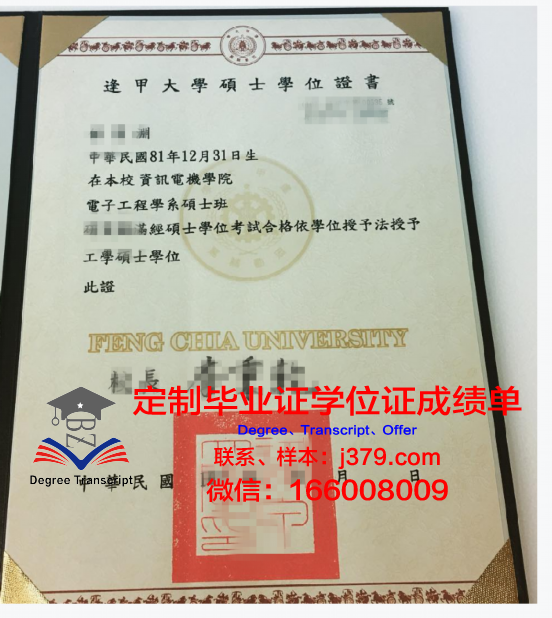 逢甲大學碩士學位證書
號
中華民國81年12月31日生
在本校 資訊電機學院
電子工程學系碩士班
滿經碩士學位考試合格依學位授予法授予
工學碩士學位
此證
FENG CHIA UNIVERSITY
校長
定制毕业证学位证成绩单
Degree、Transcript、Offer
BZ
联系、样本：j379.com
Degree Transcript
中華民國 月 日
微信：166008009